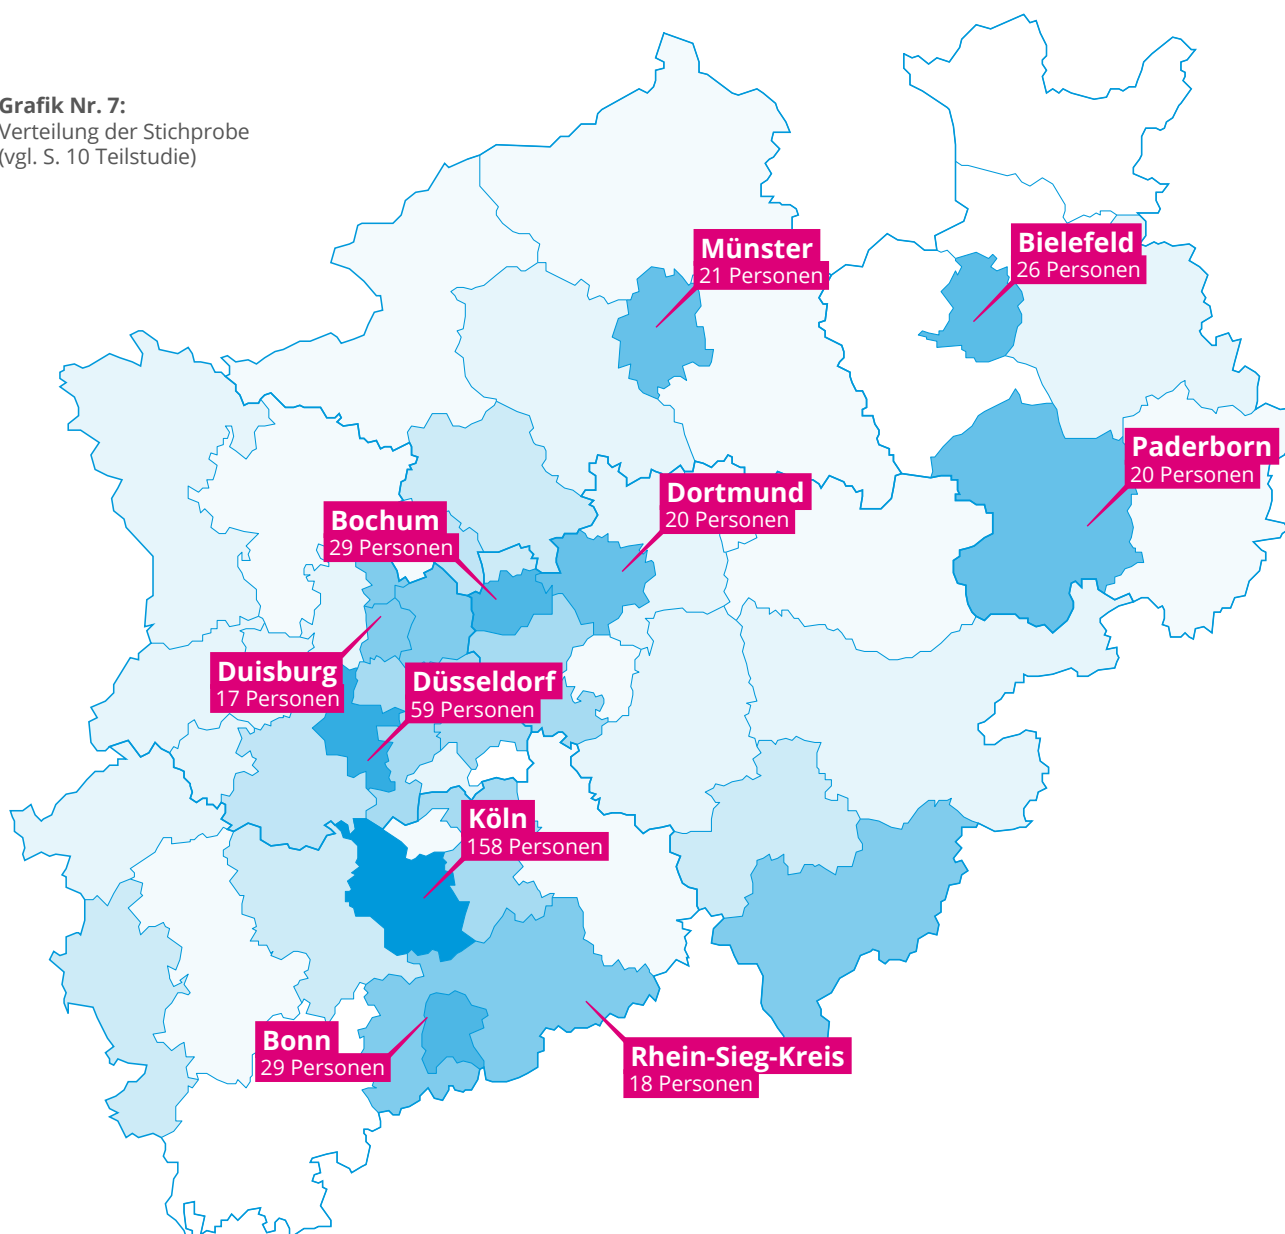 Grafik Nr. 7:
Verteilung der Stichprobe
(vgl. S. 10 Teilstudie)
Münster
21 Personen
Bielefeld
26 Personen
Paderborn
20 Personen
Dortmund
20 Personen
Bochum
29 Personen
Duisburg
17 Personen
Düsseldorf
59 Personen
Köln
158 Personen
Bonn
29 Personen
Rhein-Sieg-Kreis
18 Personen